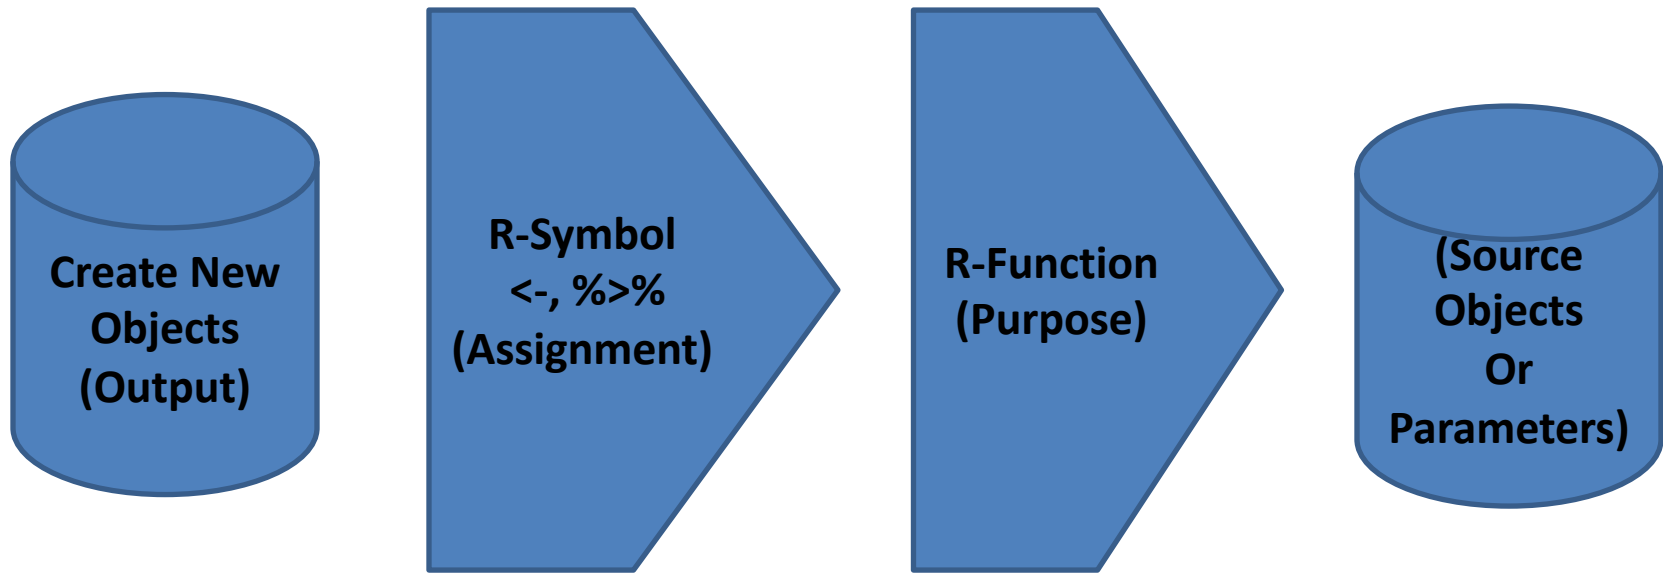 Create New
Objects
(Output)
R-Symbol
<-, %>%
(Assignment)
R-Function
(Purpose)
(Source
Objects
Or
Parameters)